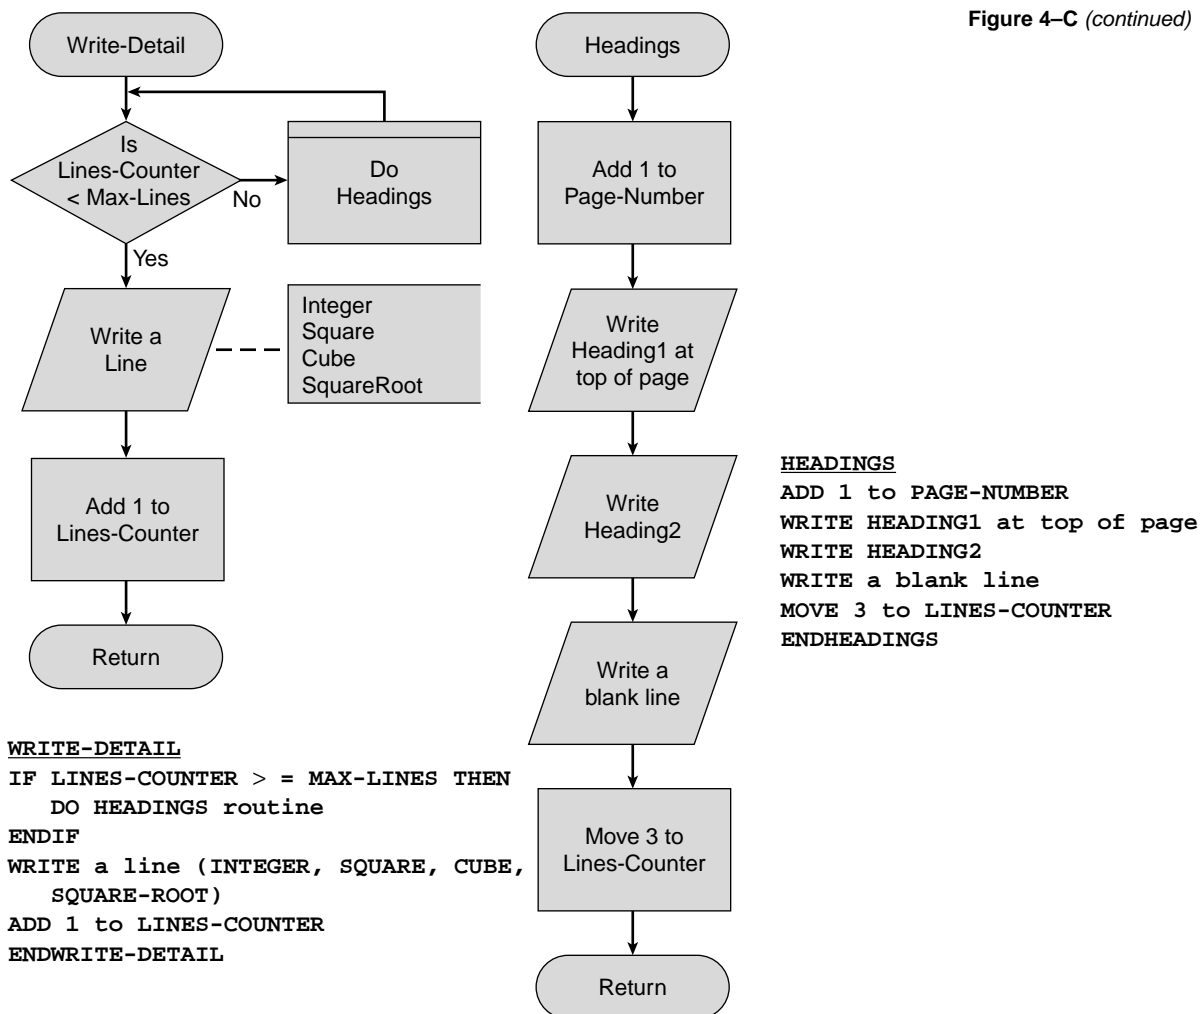 Figure 4–C (continued)
Write-Detail
Is
Lines-Counter
< Max-Lines
No
Do
Headings
Yes
Write a
Line
Integer
Square
Cube
SquareRoot
Add 1 to
Lines-Counter
Return
WRITE-DETAIL
IF LINES-COUNTER > = MAX-LINES THEN
DO HEADINGS routine
ENDIF
WRITE a line (INTEGER, SQUARE, CUBE,
SQUARE-ROOT)
ADD 1 to LINES-COUNTER
ENDWRITE-DETAIL
Headings
Add 1 to
Page-Number
Write
Heading1 at
top of page
Write
Heading2
Write a
blank line
Move 3 to
Lines-Counter
Return
HEADINGS
ADD 1 to PAGE-NUMBER
WRITE HEADING1 at top of page
WRITE HEADING2
WRITE a blank line
MOVE 3 to LINES-COUNTER
ENDHEADINGS